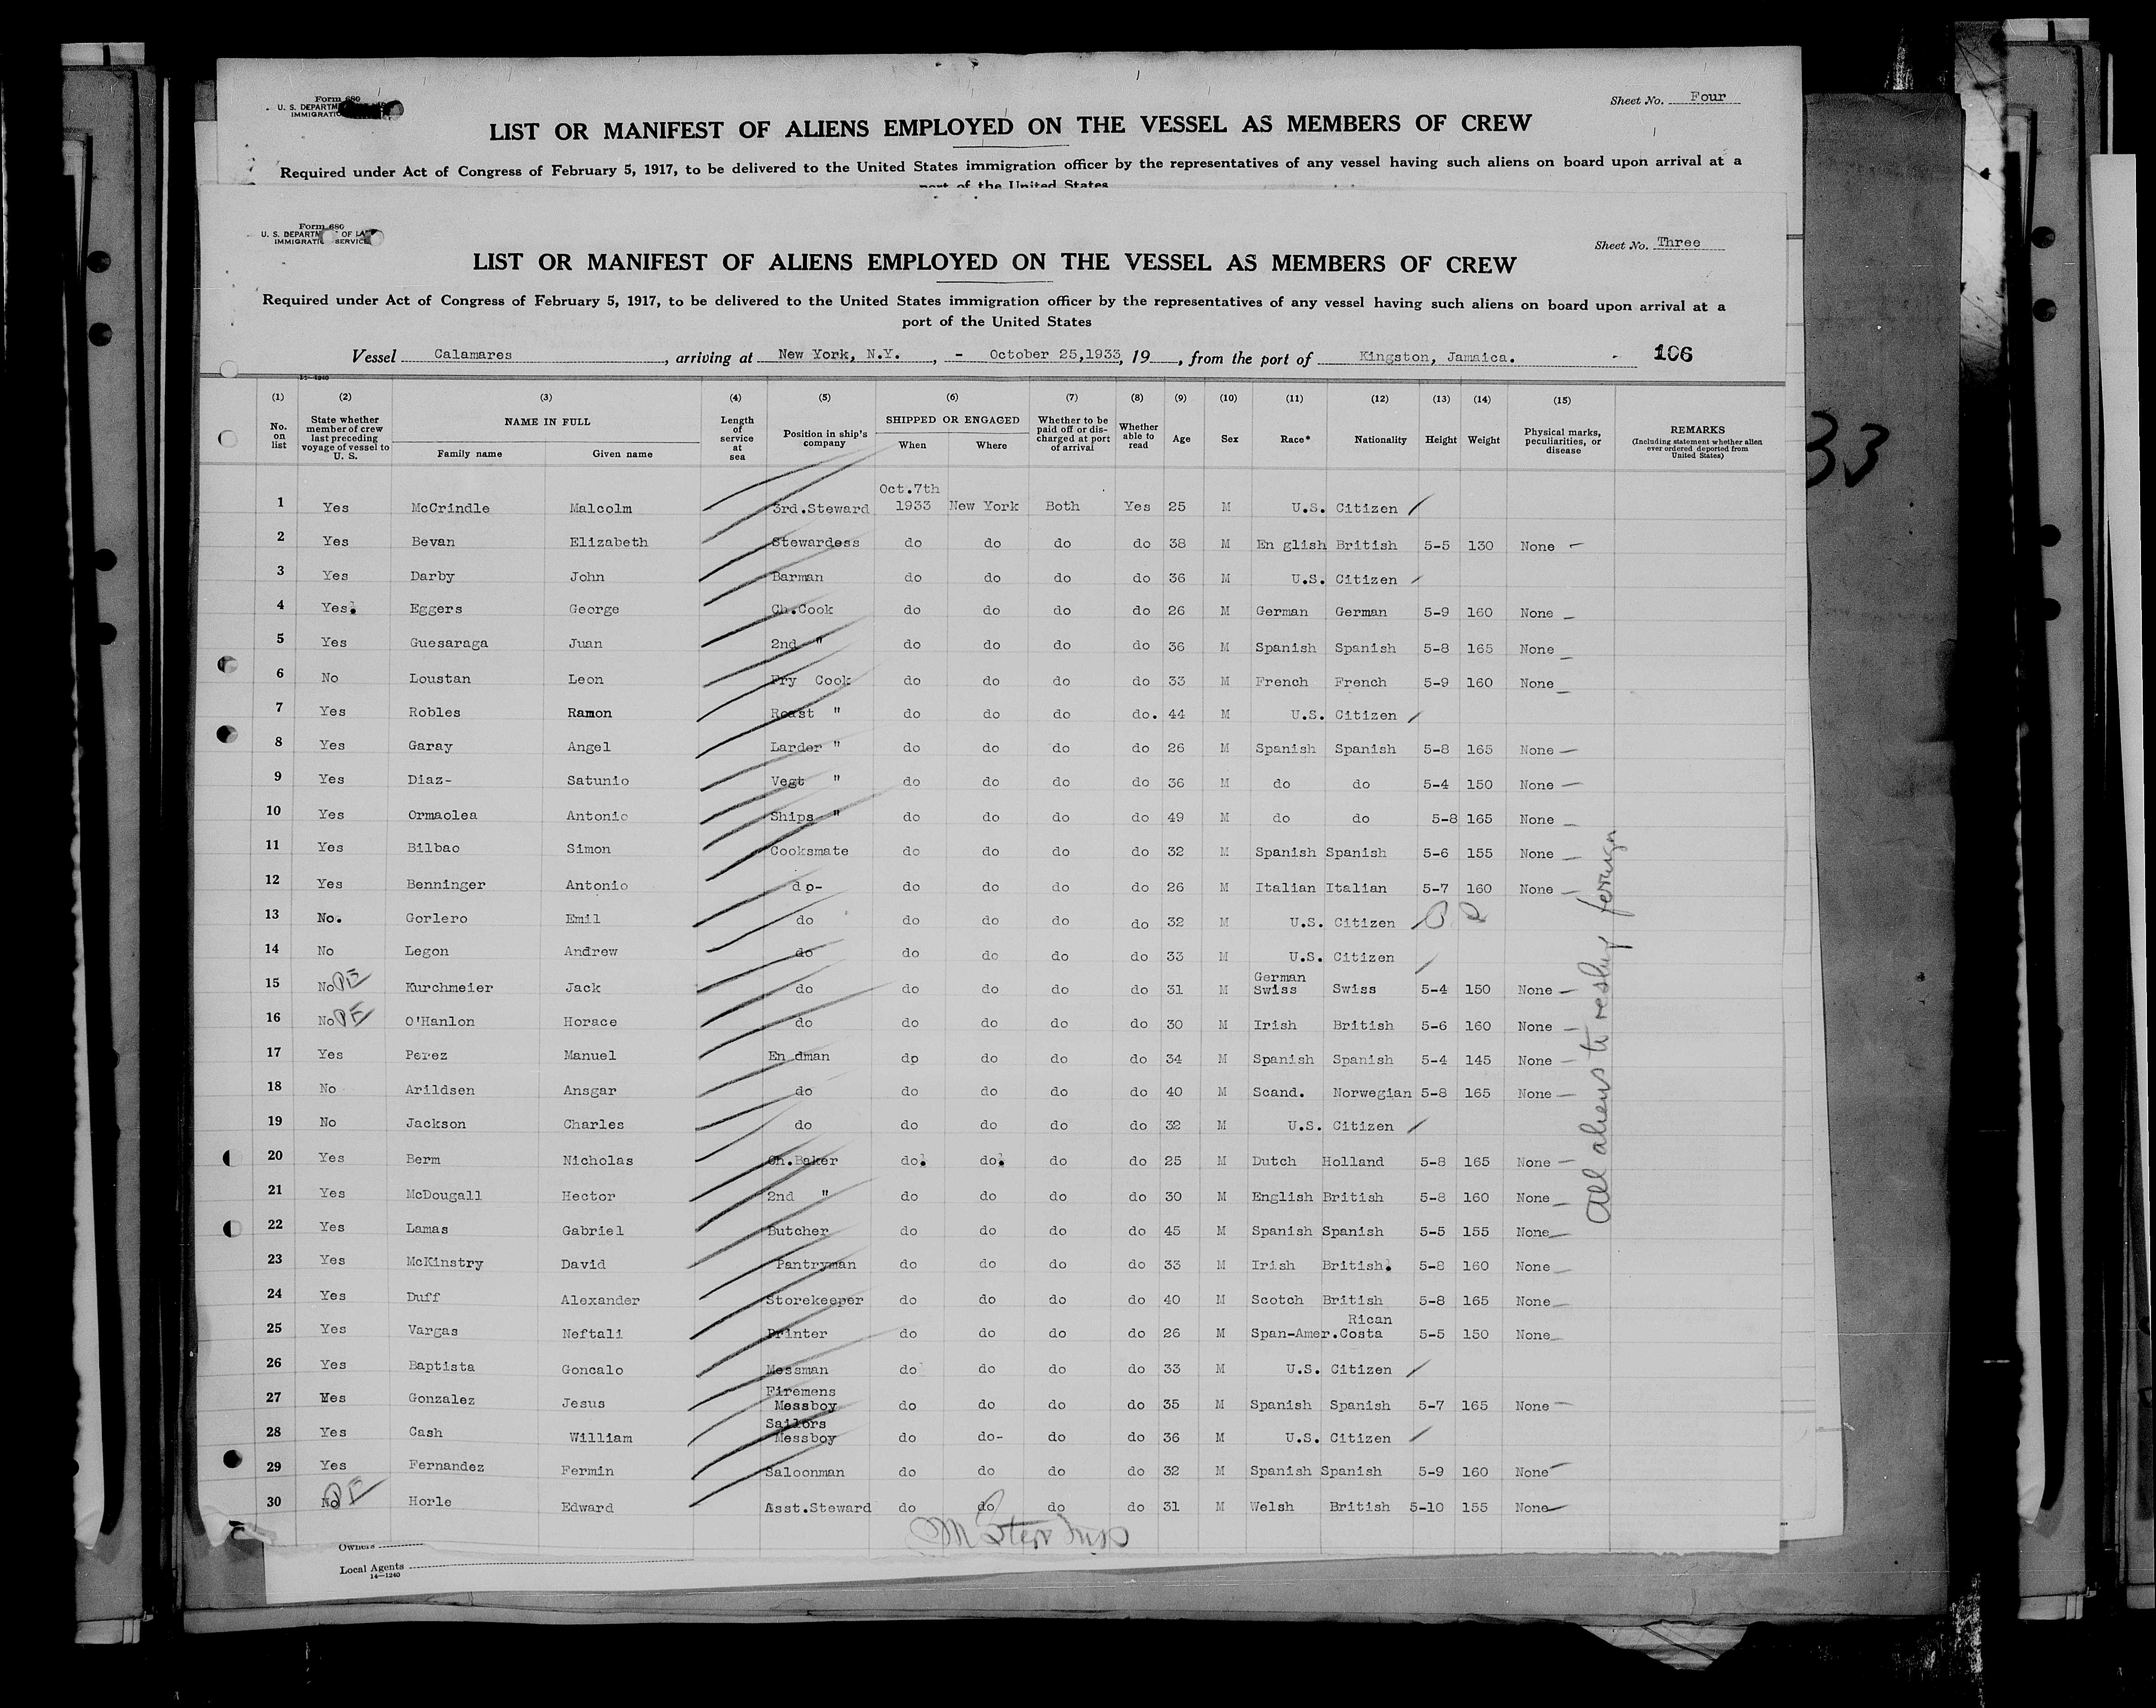 Form 680
U. S. DEPARTM
IMMIGRATIO
Sheet No. Four
LIST OR MANIFEST OF ALIENS EMPLOYED ON THE VESSEL AS MEMBERS OF CREW
Required under Act of Congress of February 5, 1917, to be delivered to the United States immigration officer by the representatives of any vessel having such aliens on board upon arrival at a
port of the United States
Form 680
U. S. DEPARTM OF LA
IMMIGRATI SERVICE
Sheet No. Three
LIST OR MANIFEST OF ALIENS EMPLOYED ON THE VESSEL AS MEMBERS OF CREW
Required under Act of Congress of February 5, 1917, to be delivered to the United States immigration officer by the representatives of any vessel having such aliens on board upon arrival at a
port of the United States
Vessel Calamares, arriving at New York, N.Y., - October 25,1933, 19 , from the port of Kingston, Jamaica. - 106
14-1240
(1) (2) (3) (4) (5) (6) (7) (8) (9) (10) (11) (12) (13) (14) (15)
No. on list
State whether member of crew last preceding voyage of vessel to U. S.
NAME IN FULL
Family name Given name
Length of service at sea
Position in ship's company
SHIPPED OR ENGAGED
When Where
Whether to be paid off or discharged at port of arrival
Whether able to read
Age Sex Race* Nationality Height Weight
Physical marks, peculiarities, or disease
REMARKS
(Including statement whether alien ever ordered deported from United States)
33
Oct.7th
1 Yes McCrindle Malcolm 3rd.Steward 1933 New York Both Yes 25 M U.S. Citizen
2 Yes Bevan Elizabeth Stewardess do do do do 38 M En glish British 5-5 130 None
3 Yes Darby John Barman do do do do 36 M U.S. Citizen
4 Yes. Eggers George Ch.Cook do do do do 26 M German German 5-9 160 None
5 Yes Guesaraga Juan 2nd " do do do do 36 M Spanish Spanish 5-8 165 None
6 No Loustan Leon Fry Cook do do do do 33 M French French 5-9 160 None
7 Yes Robles Ramon Roast " do do do do. 44 M U.S. Citizen
8 Yes Garay Angel Larder " do do do do 26 M Spanish Spanish 5-8 165 None
9 Yes Diaz- Satunio Vegt " do do do do 36 M do do 5-4 150 None
10 Yes Ormaolea Antonio Ships " do do do do 49 M do do 5-8 165 None
11 Yes Bilbao Simon Cooksmate do do do do 32 M Spanish Spanish 5-6 155 None
12 Yes Benninger Antonio do- do do do do 26 M Italian Italian 5-7 160 None
13 No. Gorlero Emil do do do do do 32 M U.S. Citizen
14 No Legon Andrew do do do do do 33 M U.S. Citizen
German
15 No PE Kurchmeier Jack do do do do do 31 M Swiss Swiss 5-4 150 None
16 No PE O'Hanlon Horace do do do do do 30 M Irish British 5-6 160 None
17 Yes Perez Manuel En dman do do do do 34 M Spanish Spanish 5-4 145 None
18 No Arildsen Ansgar do do do do do 40 M Scand. Norwegian 5-8 165 None
19 No Jackson Charles do do do do do 32 M U.S. Citizen
20 Yes Berm Nicholas Ch.Baker do. do. do do 25 M Dutch Holland 5-8 165 None
21 Yes McDougall Hector 2nd " do do do do 30 M English British 5-8 160 None
22 Yes Lamas Gabriel Butcher do do do do 45 M Spanish Spanish 5-5 155 None
23 Yes McKinstry David Pantryman do do do do 33 M Irish British. 5-8 160 None
24 Yes Duff Alexander Storekeeper do do do do 40 M Scotch British 5-8 165 None
Rican
25 Yes Vargas Neftali Printer do do do do 26 M Span-Amer. Costa 5-5 150 None
26 Yes Baptista Goncalo Messman do do do do 33 M U.S. Citizen
Firemens
27 Yes Gonzalez Jesus Messboy do do do do 35 M Spanish Spanish 5-7 165 None
Sailors
28 Yes Cash William Messboy do do- do do 36 M U.S. Citizen
29 Yes Fernandez Fermin Saloonman do do do do 32 M Spanish Spanish 5-9 160 None
30 No PE Horle Edward Asst.Steward do do do do 31 M Welsh British 5-10 155 None
All aliens to reship foreign
Owners
Local Agents
14-1240